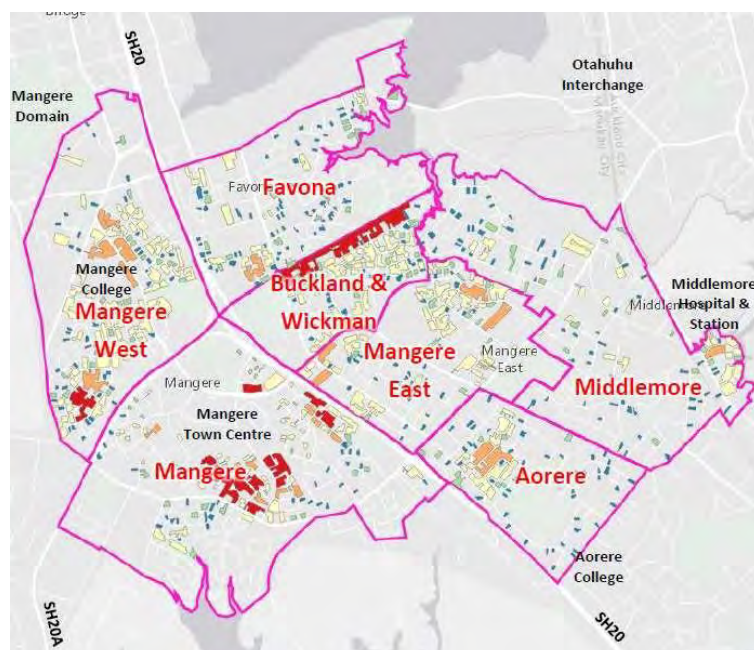 SH20
Mangere
Domain
Otahuhu
Interchange
Favona
Buckland &
Wickman
Mangere
College
Mangere
West
Middlemore
Hospital &
Station
Mangere
East
Mangere
East
Middlemore
Mangere
Mangere
Town Centre
Mangere
Aorere
Aorere
College
SH20A
SH20